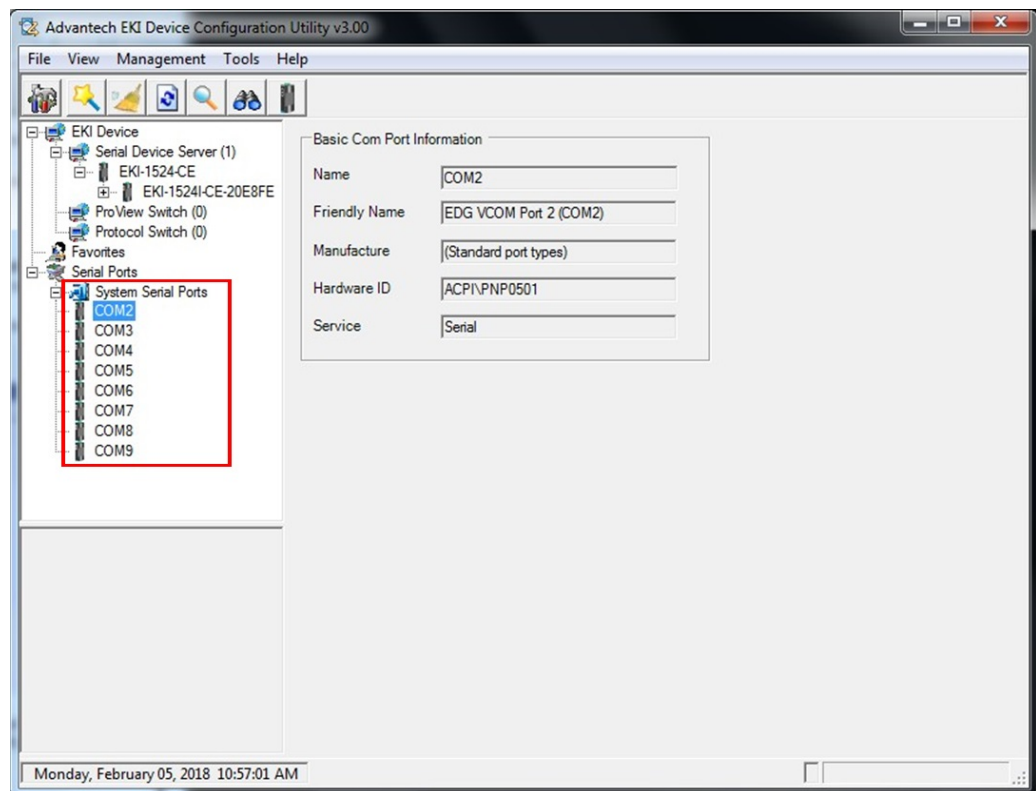 Advantech EKI Device Configuration Utility v3.00
File View Management Tools Help
EKI Device
Serial Device Server (1)
EKI-1524-CE
EKI-1524I-CE-20E8FE
ProView Switch (0)
Protocol Switch (0)
Favorites
Serial Ports
System Serial Ports
COM2
COM3
COM4
COM5
COM6
COM7
COM8
COM9
Basic Com Port Information
Name COM2
Friendly Name EDG VCOM Port 2 (COM2)
Manufacture (Standard port types)
Hardware ID ACPI\PNP0501
Service Serial
Monday, February 05, 2018 10:57:01 AM